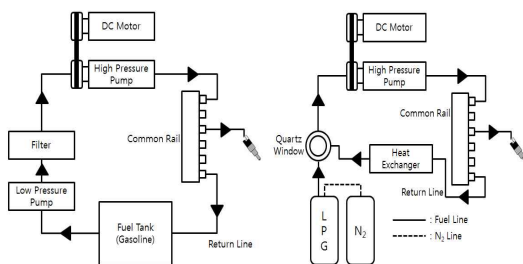 DC Motor
High Pressure
Pump
Common Rail
Filter
Low Pressure
Pump
Fuel Tank
(Gasoline)
Return Line
DC Motor
High Pressure
Pump
Common Rail
Quartz
Window
Heat
Exchanger
Return Line
L
P
G
N₂
: Fuel Line
: N₂ Line